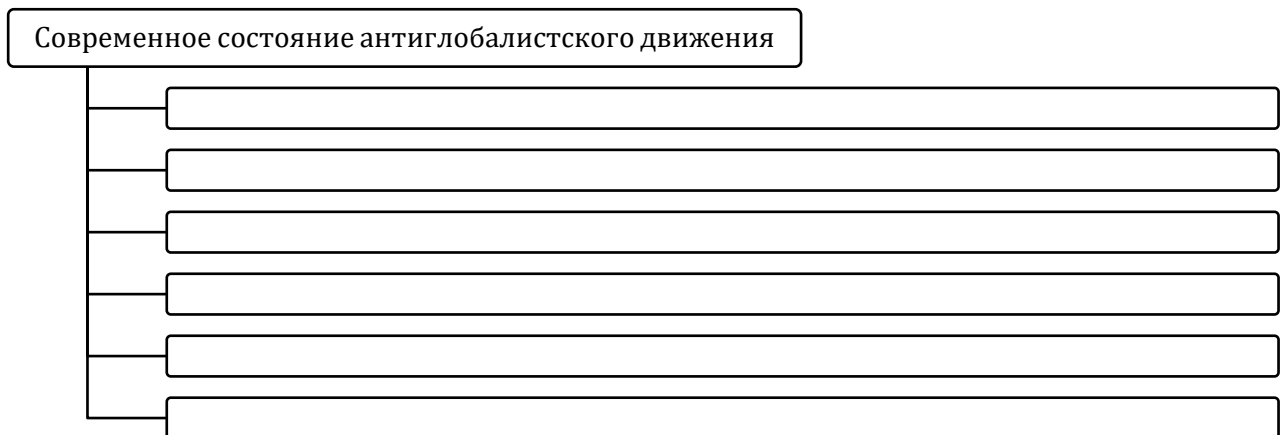 Современное состояние антиглобалистского движения